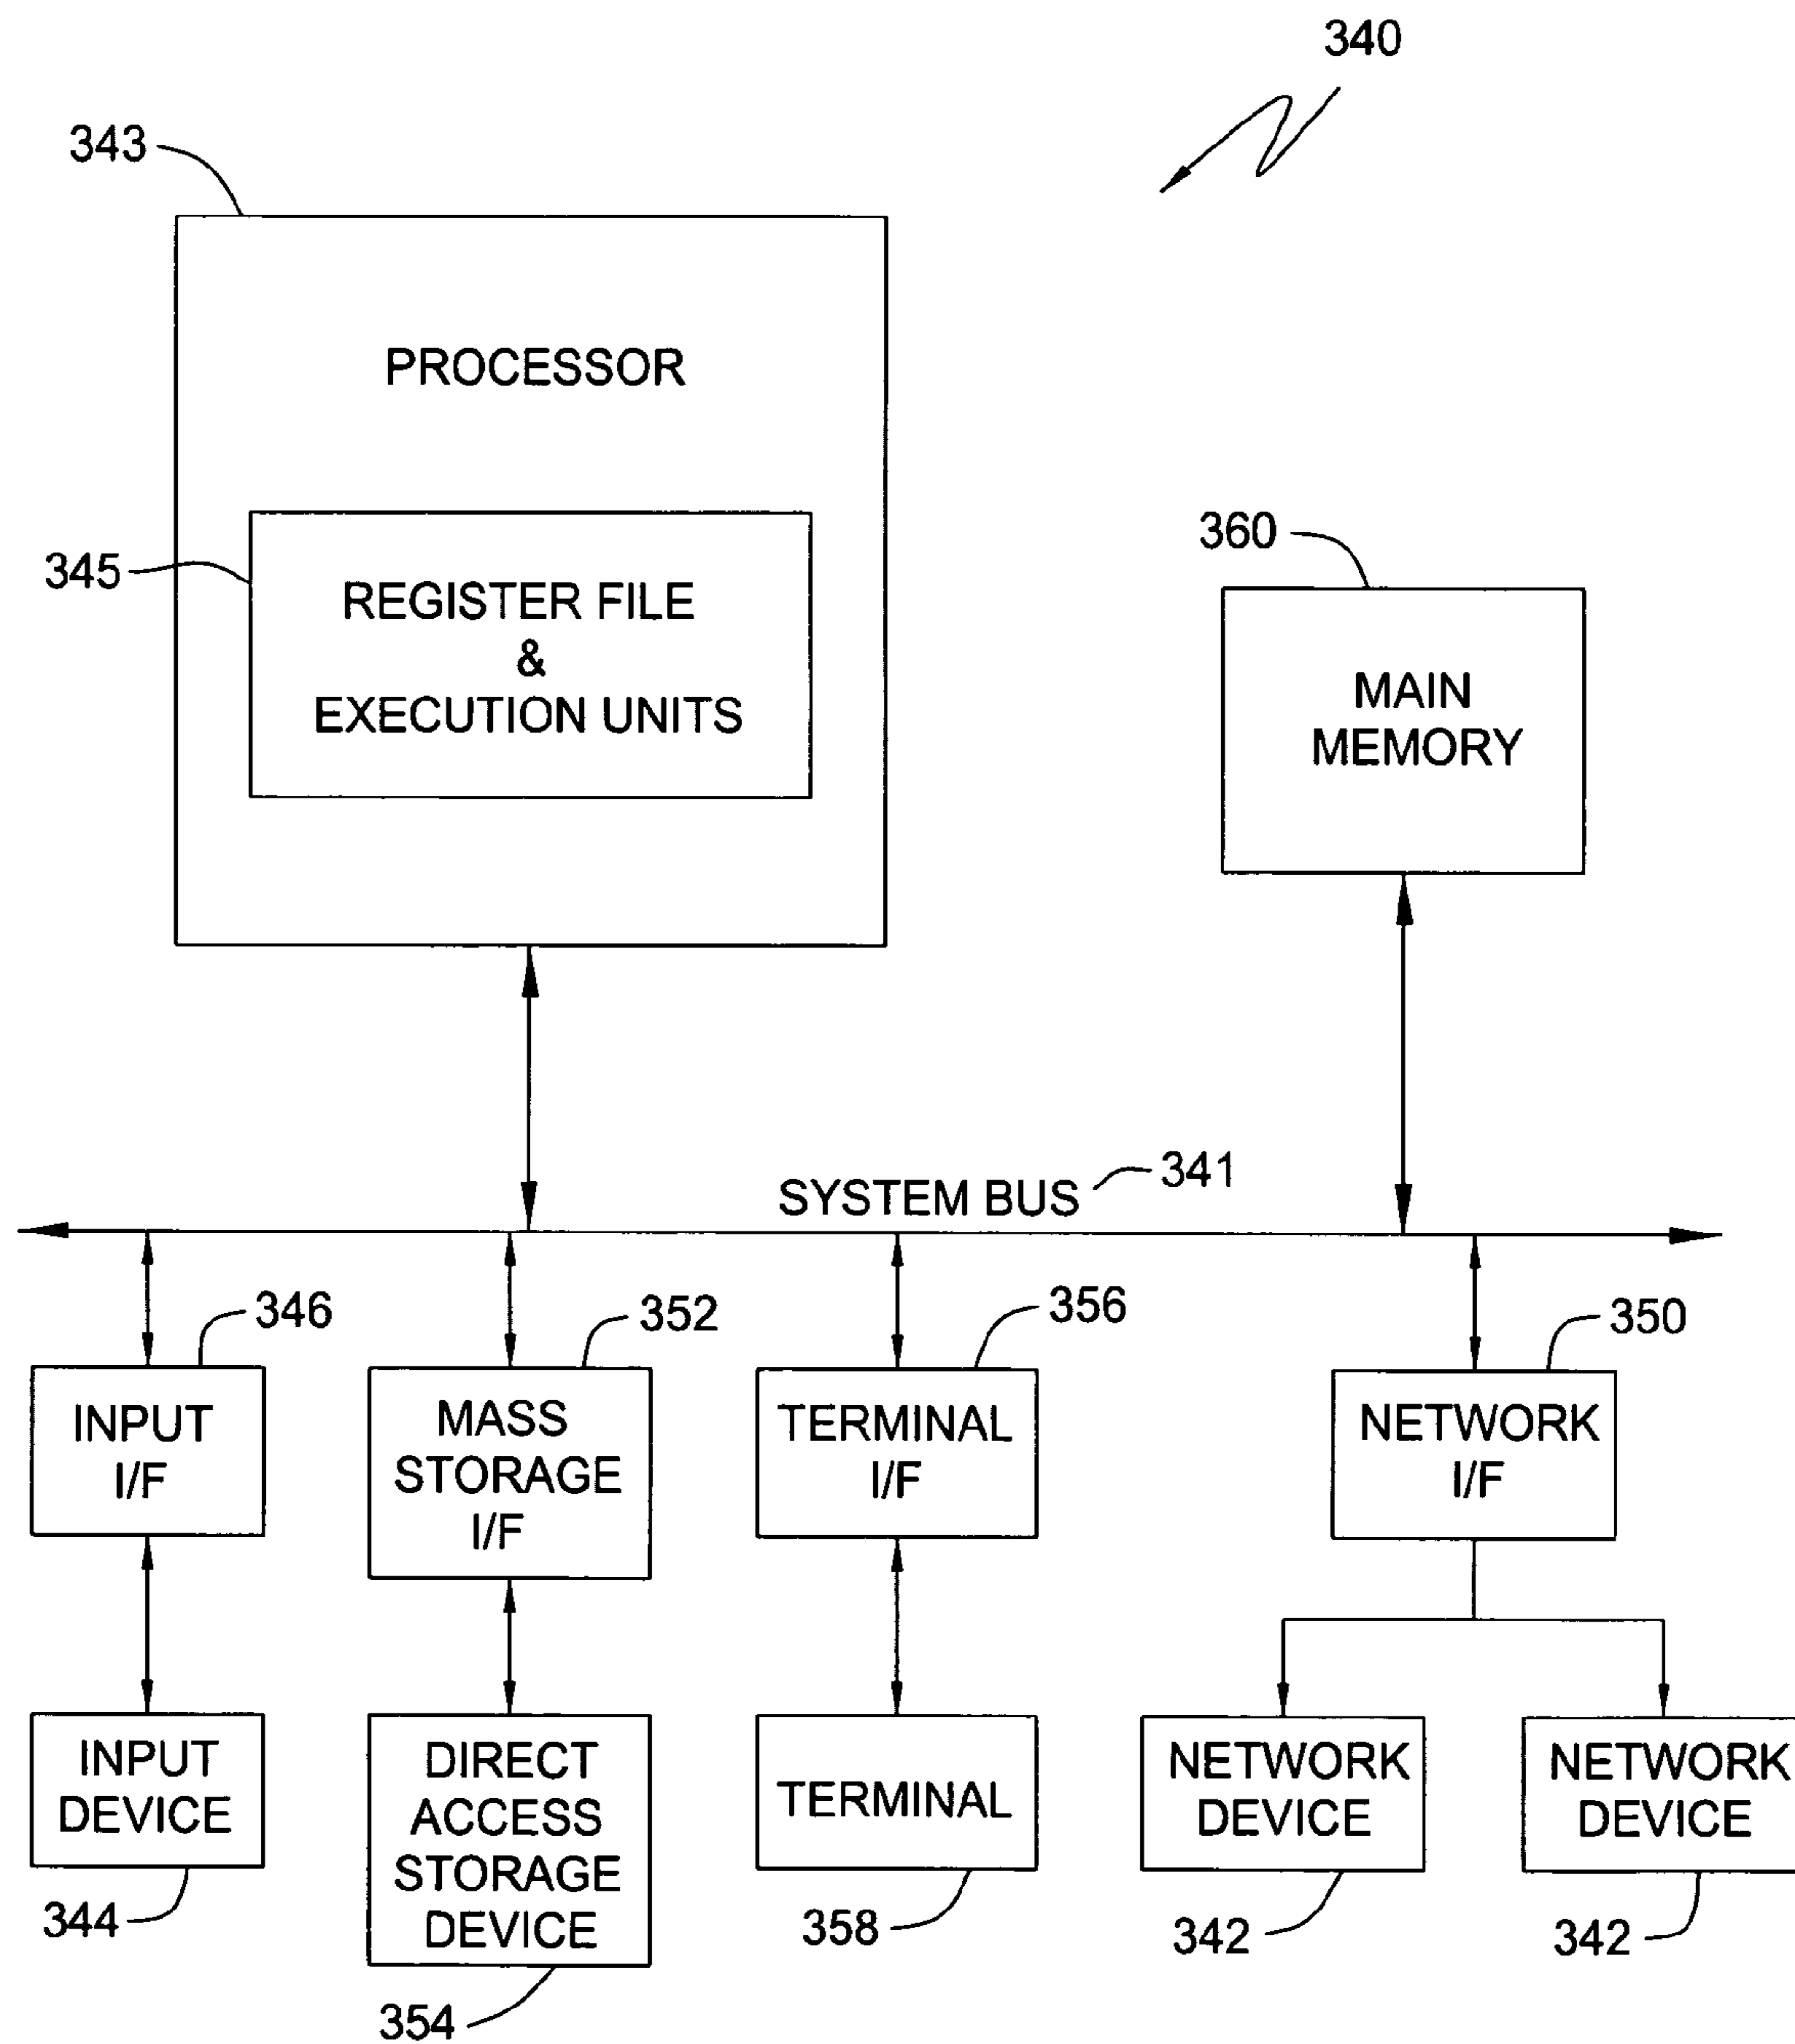 340
343
PROCESSOR
345
REGISTER FILE
&
EXECUTION UNITS
360
MAIN
MEMORY
SYSTEM BUS
341
346
INPUT
I/F
352
MASS
STORAGE
I/F
356
TERMINAL
I/F
350
NETWORK
I/F
INPUT
DEVICE
344
DIRECT
ACCESS
STORAGE
DEVICE
354
TERMINAL
358
NETWORK
DEVICE
342
NETWORK
DEVICE
342